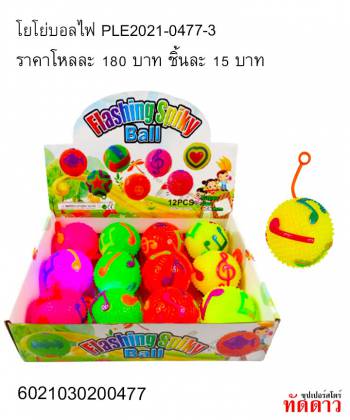 โยโย่บอลไฟ PLE2021-0477-3
ราคาโหลละ 180 บาท ชิ้นละ 15 บาท
Flashing Spiky
Ball
12PCS
Flashing Spiky
Ball
6021030200477
ซุปเปอร์สโตร์
ทัดดาว